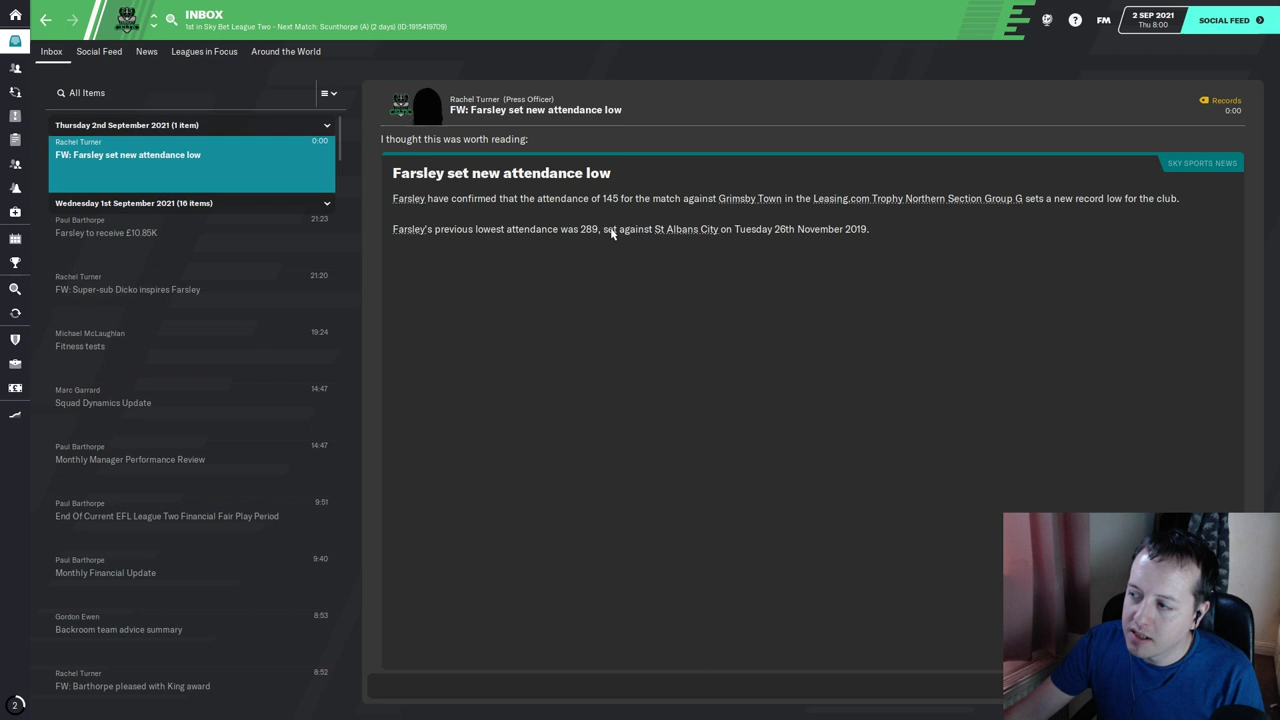 INBOX
1st in Sky Bet League Two - Next Match: Scunthorpe (A) (2 days) (ID:1915419709)
FM
2 SEP 2021
Thu 8:00
SOCIAL FEED
Inbox
Social Feed
News
Leagues in Focus
Around the World
All Items
Thursday 2nd September 2021 (1 item)
Rachel Turner
0:00
FW: Farsley set new attendance low
Wednesday 1st September 2021 (16 items)
Paul Barthorpe
21:23
Farsley to receive £10.85K
Rachel Turner
21:20
FW: Super-sub Dicko inspires Farsley
Michael McLaughlan
19:24
Fitness tests
Marc Garrard
14:47
Squad Dynamics Update
Paul Barthorpe
14:47
Monthly Manager Performance Review
Paul Barthorpe
9:51
End Of Current EFL League Two Financial Fair Play Period
Paul Barthorpe
9:40
Monthly Financial Update
Gordon Ewen
8:53
Backroom team advice summary
Rachel Turner
8:52
FW: Barthorpe pleased with King award
2
Rachel Turner (Press Officer)
FW: Farsley set new attendance low
Records
0:00
I thought this was worth reading:
SKY SPORTS NEWS
Farsley set new attendance low
Farsley have confirmed that the attendance of 145 for the match against Grimsby Town in the Leasing.com Trophy Northern Section Group G sets a new record low for the club.
Farsley's previous lowest attendance was 289, set against St Albans City on Tuesday 26th November 2019.